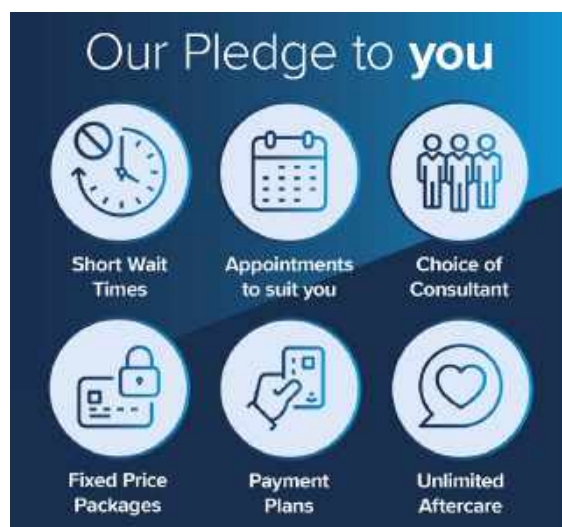 Our Pledge to you
Short Wait
Times
Appointments
to suit you
Choice of
Consultant
Fixed Price
Packages
Payment
Plans
Unlimited
Aftercare